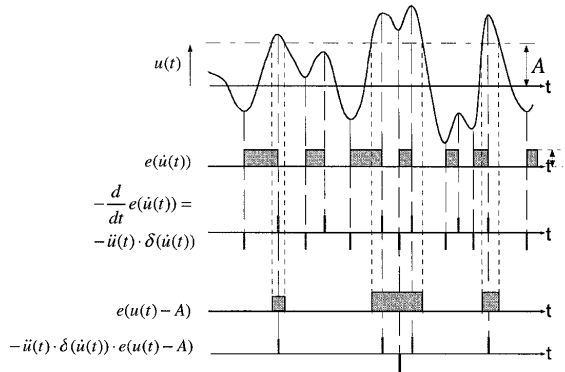 u(t)
A
t
e(u̇(t))
t
−d/dt e(u̇(t)) =
−ü(t)·δ(u̇(t))
t
e(u(t)−A)
t
−ü(t)·δ(u̇(t))·e(u(t)−A)
t